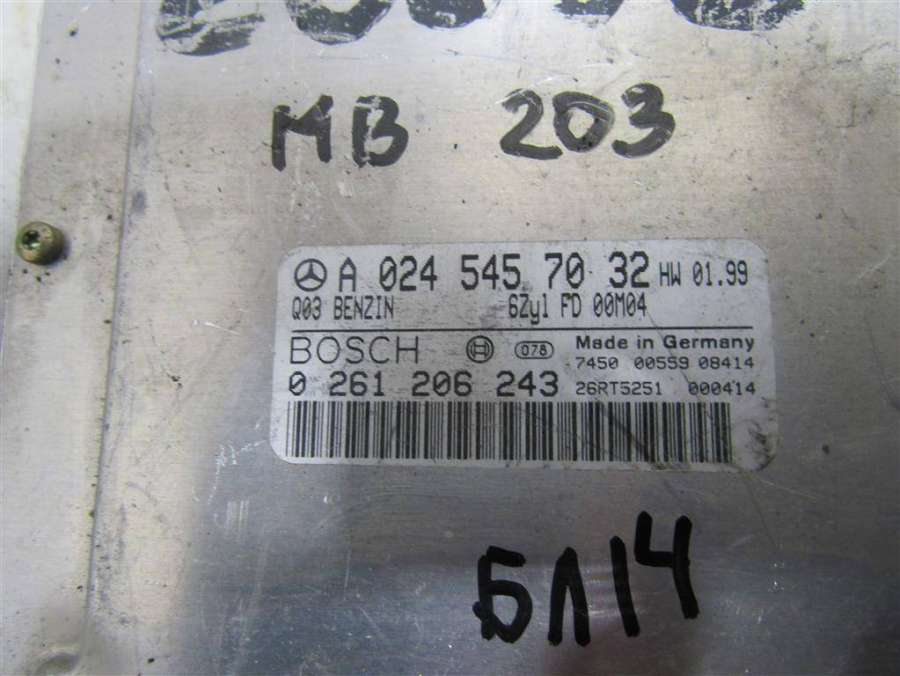 MB 203
A 024 545 70 32 HW 01.99
Q03 BENZIN 6Zyl FD 00M04
BOSCH 078 Made in Germany
7450 00559 08414
0 261 206 243 26RT5251 000414
БЛ14